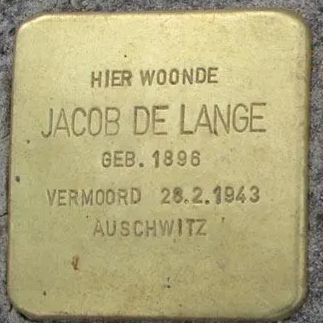 HIER WOONDE
JACOB DE LANGE
GEB. 1896
VERMOORD 28.2.1943
AUSCHWITZ